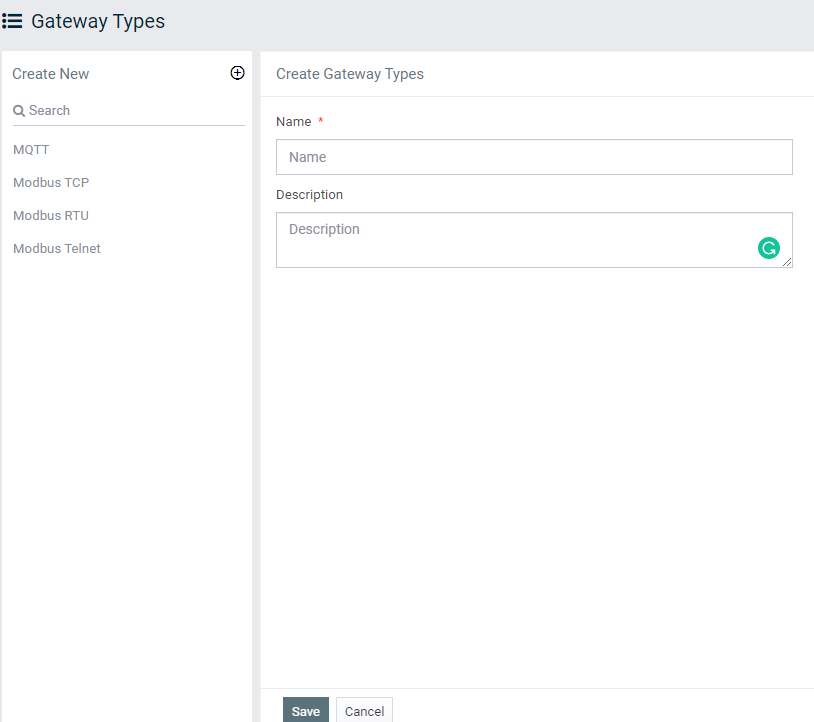 Gateway Types
Create New
Search
MQTT
Modbus TCP
Modbus RTU
Modbus Telnet
Create Gateway Types
Name *
Name
Description
Description
Save Cancel